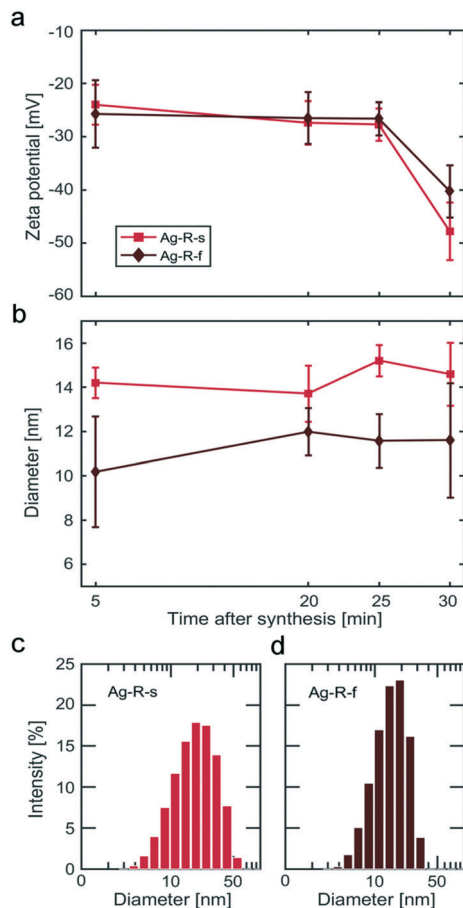 a
-10
-20
-30
-40
-50
-60
Zeta potential [mV]
Ag-R-s
Ag-R-f
b
16
14
12
10
8
6
Diameter [nm]
5 20 25 30
Time after synthesis [min]
c
25
20
15
10
5
0
Intensity [%]
Ag-R-s
0 10 50
Diameter [nm]
d
Ag-R-f
0 10 50
Diameter [nm]